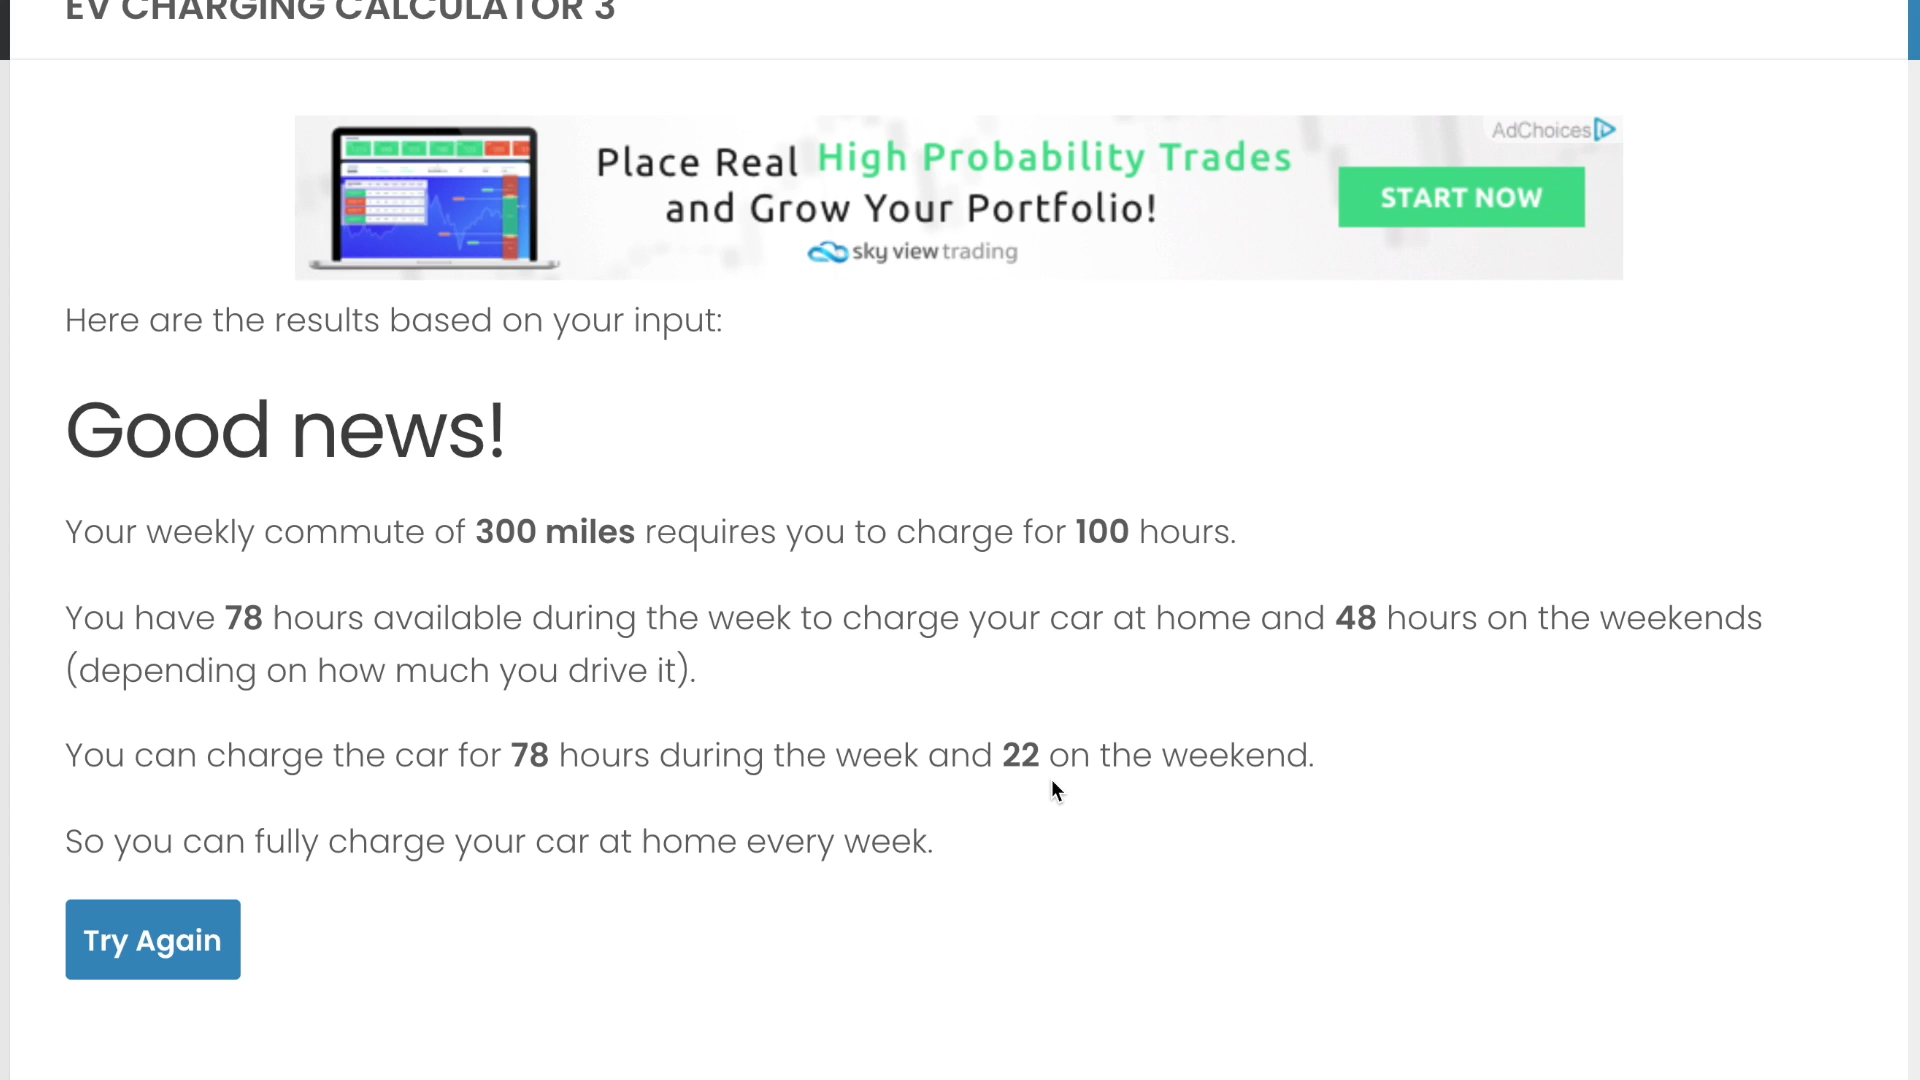 EV CHARGING CALCULATOR 3
AdChoices
Place Real High Probability Trades
and Grow Your Portfolio!
START NOW
sky view trading
Here are the results based on your input:
Good news!
Your weekly commute of 300 miles requires you to charge for 100 hours.
You have 78 hours available during the week to charge your car at home and 48 hours on the weekends
(depending on how much you drive it).
You can charge the car for 78 hours during the week and 22 on the weekend.
So you can fully charge your car at home every week.
Try Again